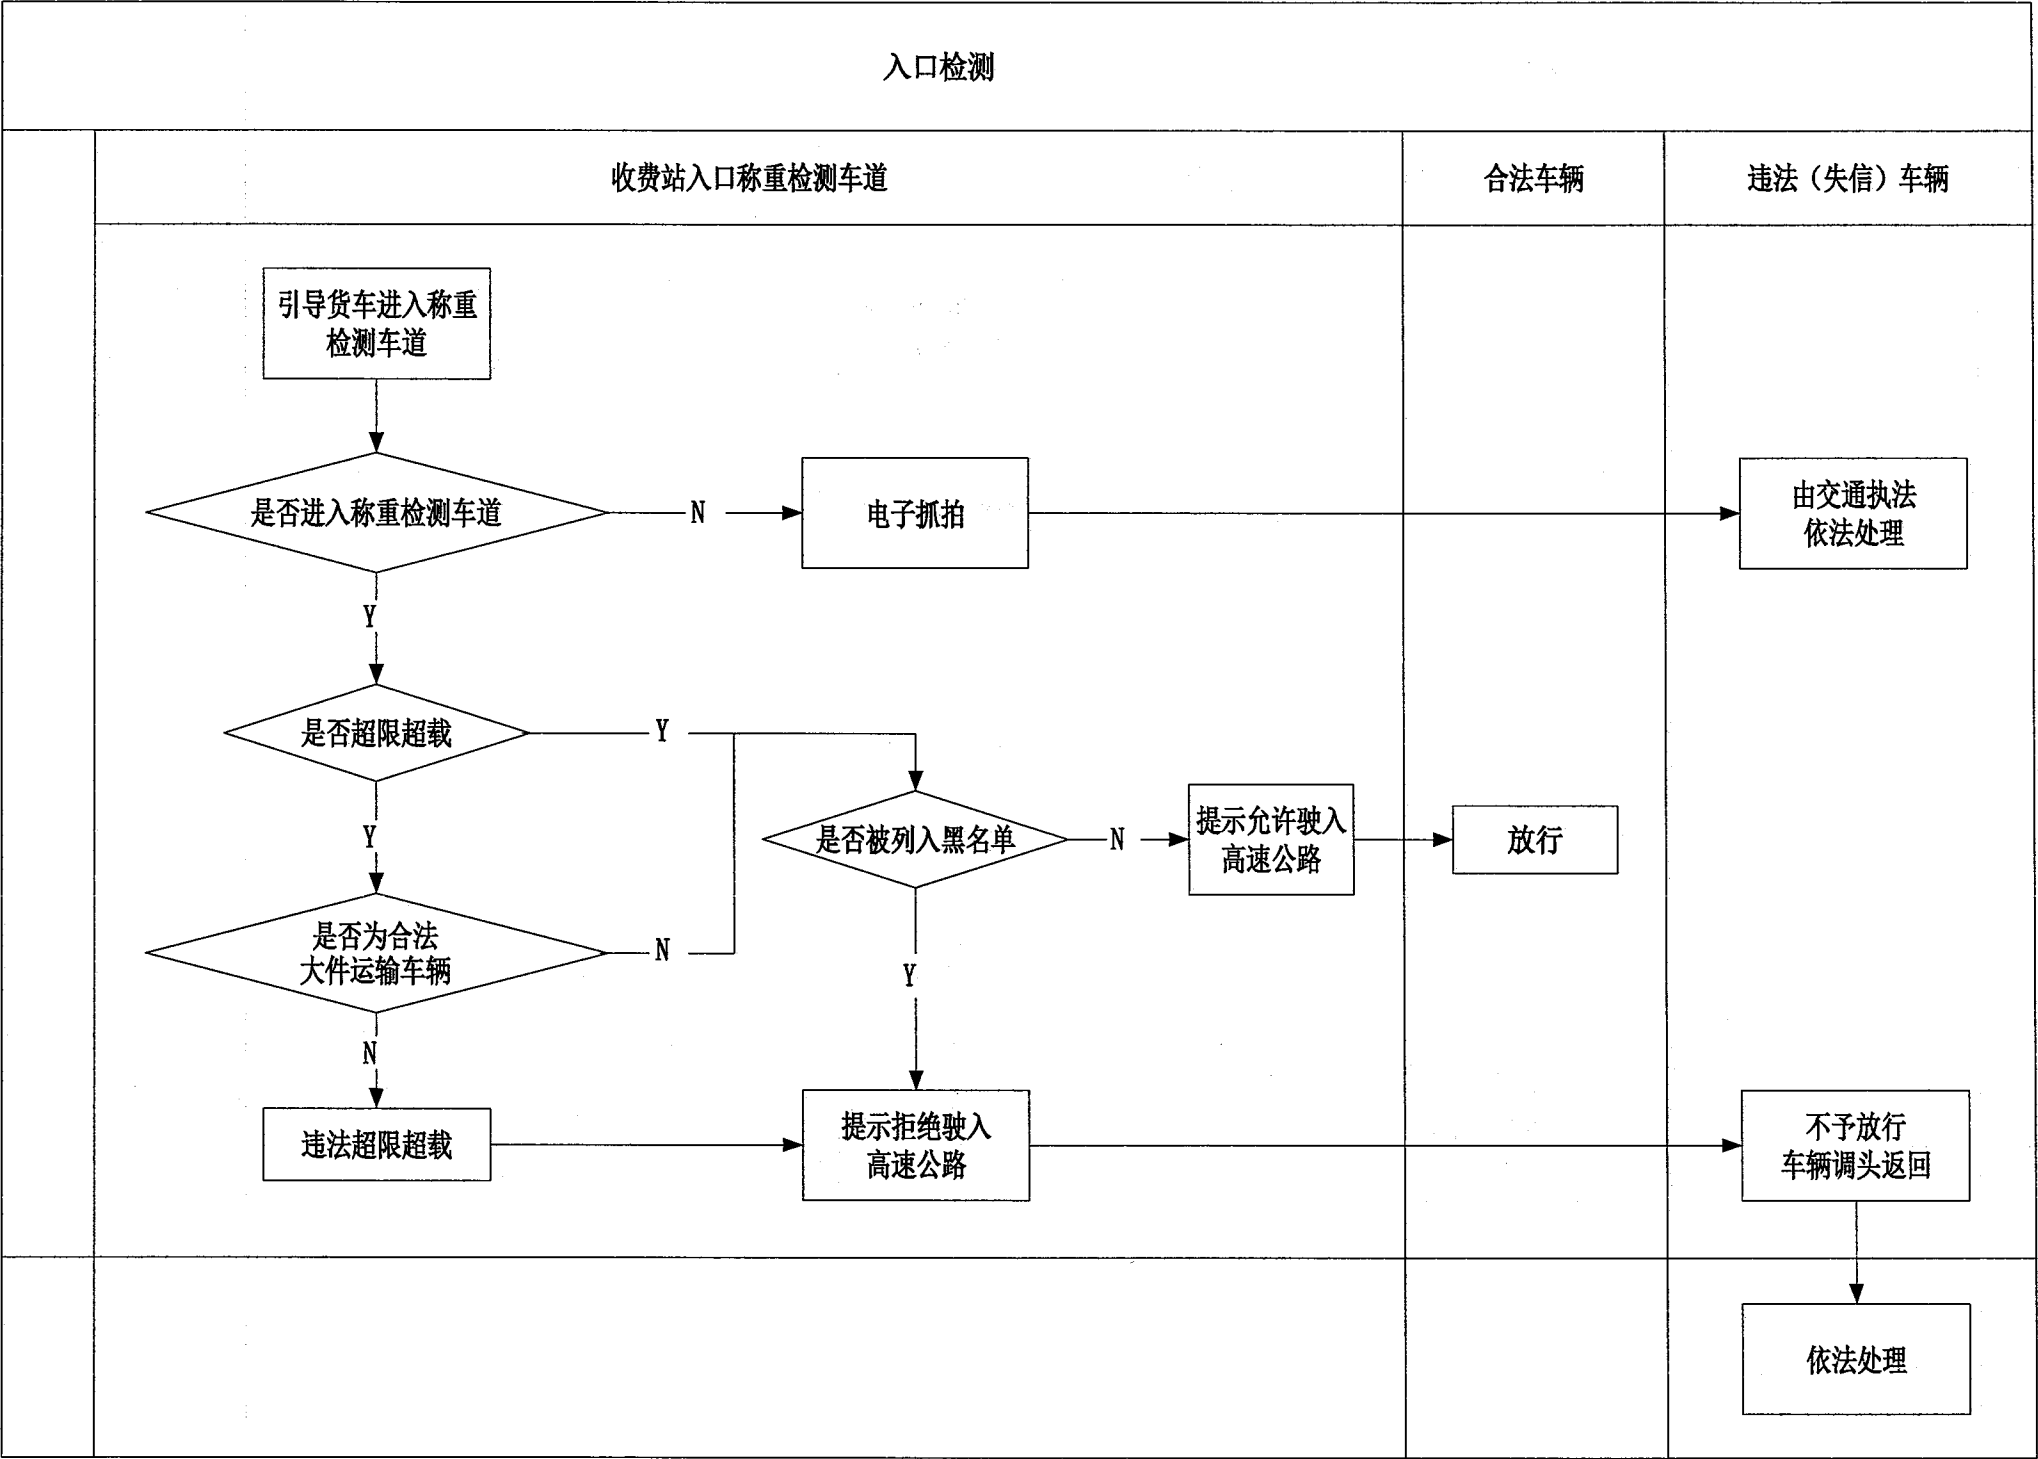 入口检测
收费站入口称重检测车道
合法车辆
违法（失信）车辆
引导货车进入称重
检测车道
是否进入称重检测车道
N
电子抓拍
由交通执法
依法处理
Y
是否超限超载
Y
Y
是否被列入黑名单
N
提示允许驶入
高速公路
放行
是否为合法
大件运输车辆
N
Y
N
违法超限超载
提示拒绝驶入
高速公路
不予放行
车辆调头返回
依法处理